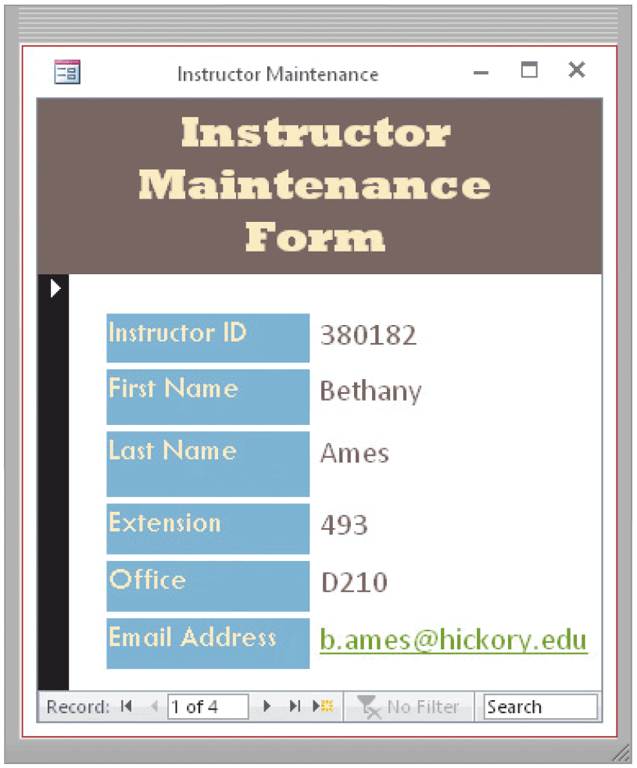 Instructor Maintenance
Instructor
Maintenance
Form
Instructor ID 380182
First Name Bethany
Last Name Ames
Extension 493
Office D210
Email Address b.ames@hickory.edu
Record: 1 of 4 No Filter Search